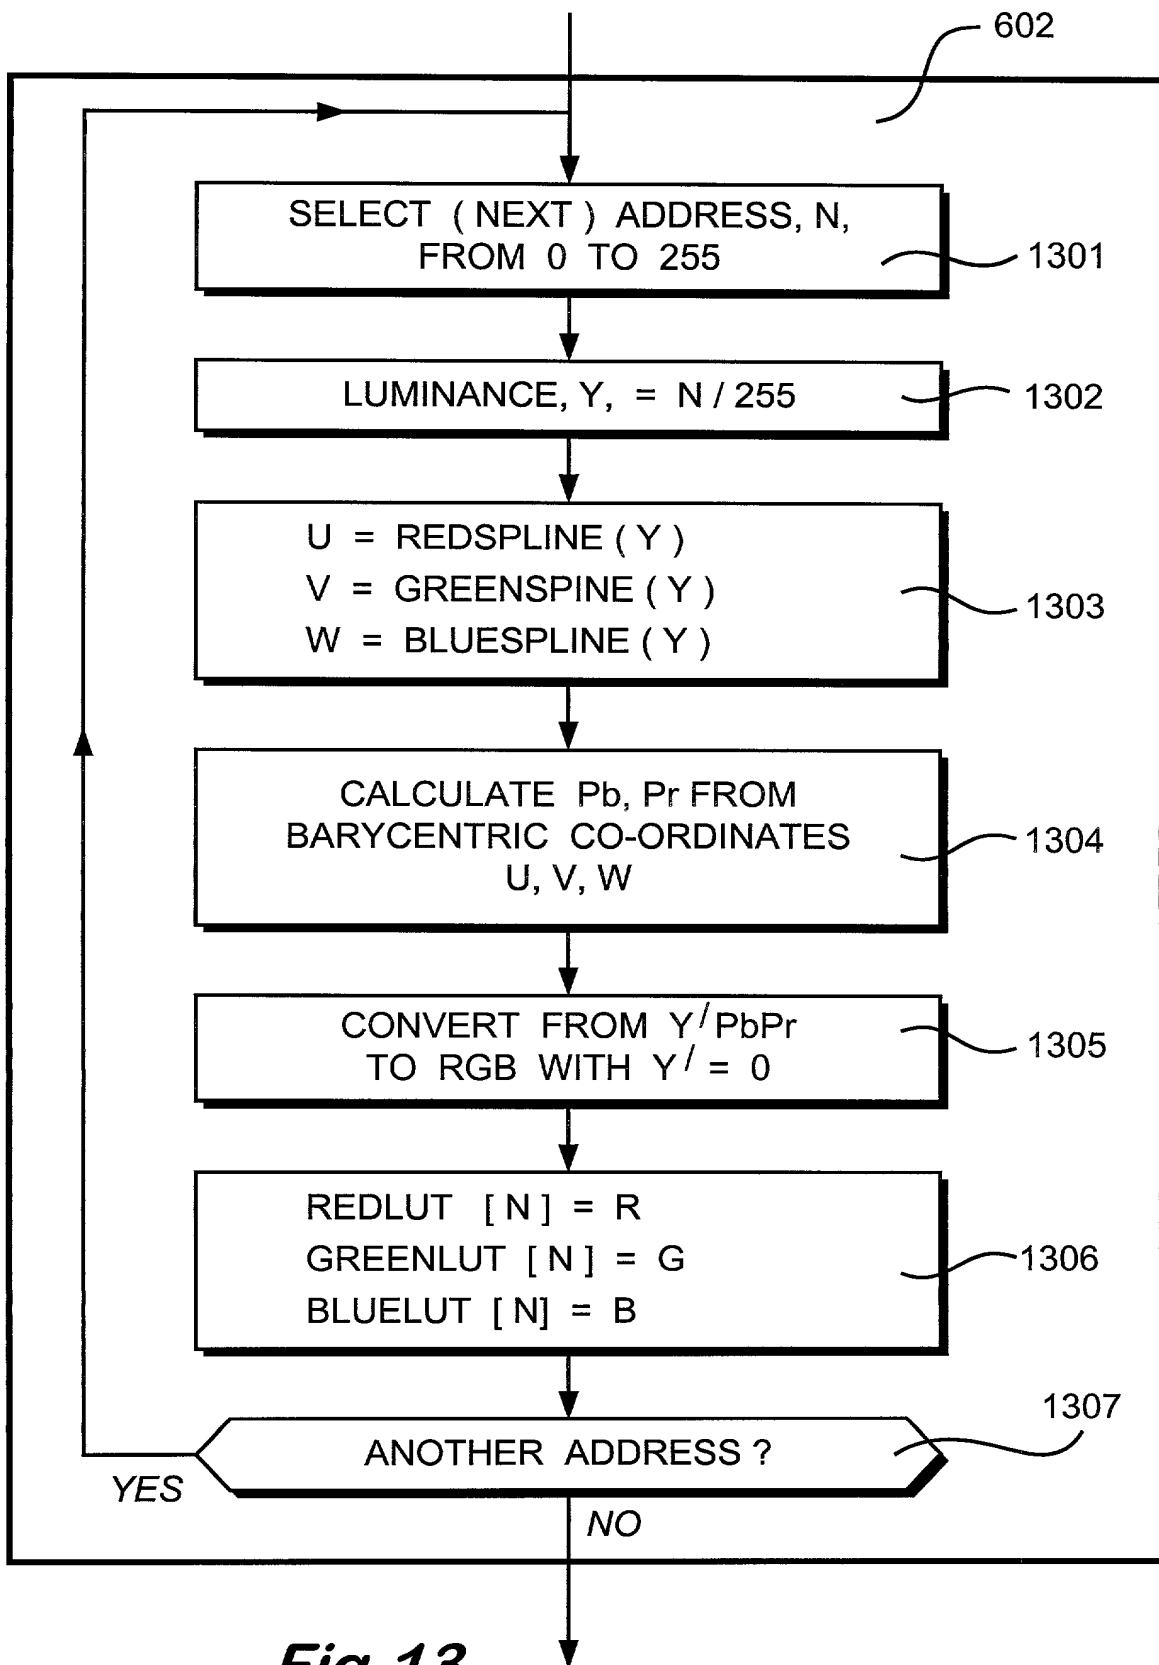 602
SELECT ( NEXT ) ADDRESS, N,
FROM 0 TO 255
1301
LUMINANCE, Y, = N / 255
1302
U = REDSPLINE ( Y )
V = GREENSPINE ( Y )
W = BLUESPLINE ( Y )
1303
CALCULATE Pb, Pr FROM
BARYCENTRIC CO-ORDINATES
U, V, W
1304
CONVERT FROM Y/PbPr
TO RGB WITH Y/ = 0
1305
REDLUT [ N ] = R
GREENLUT [ N ] = G
BLUELUT [ N] = B
1306
1307
ANOTHER ADDRESS ?
YES
NO
Fig 13